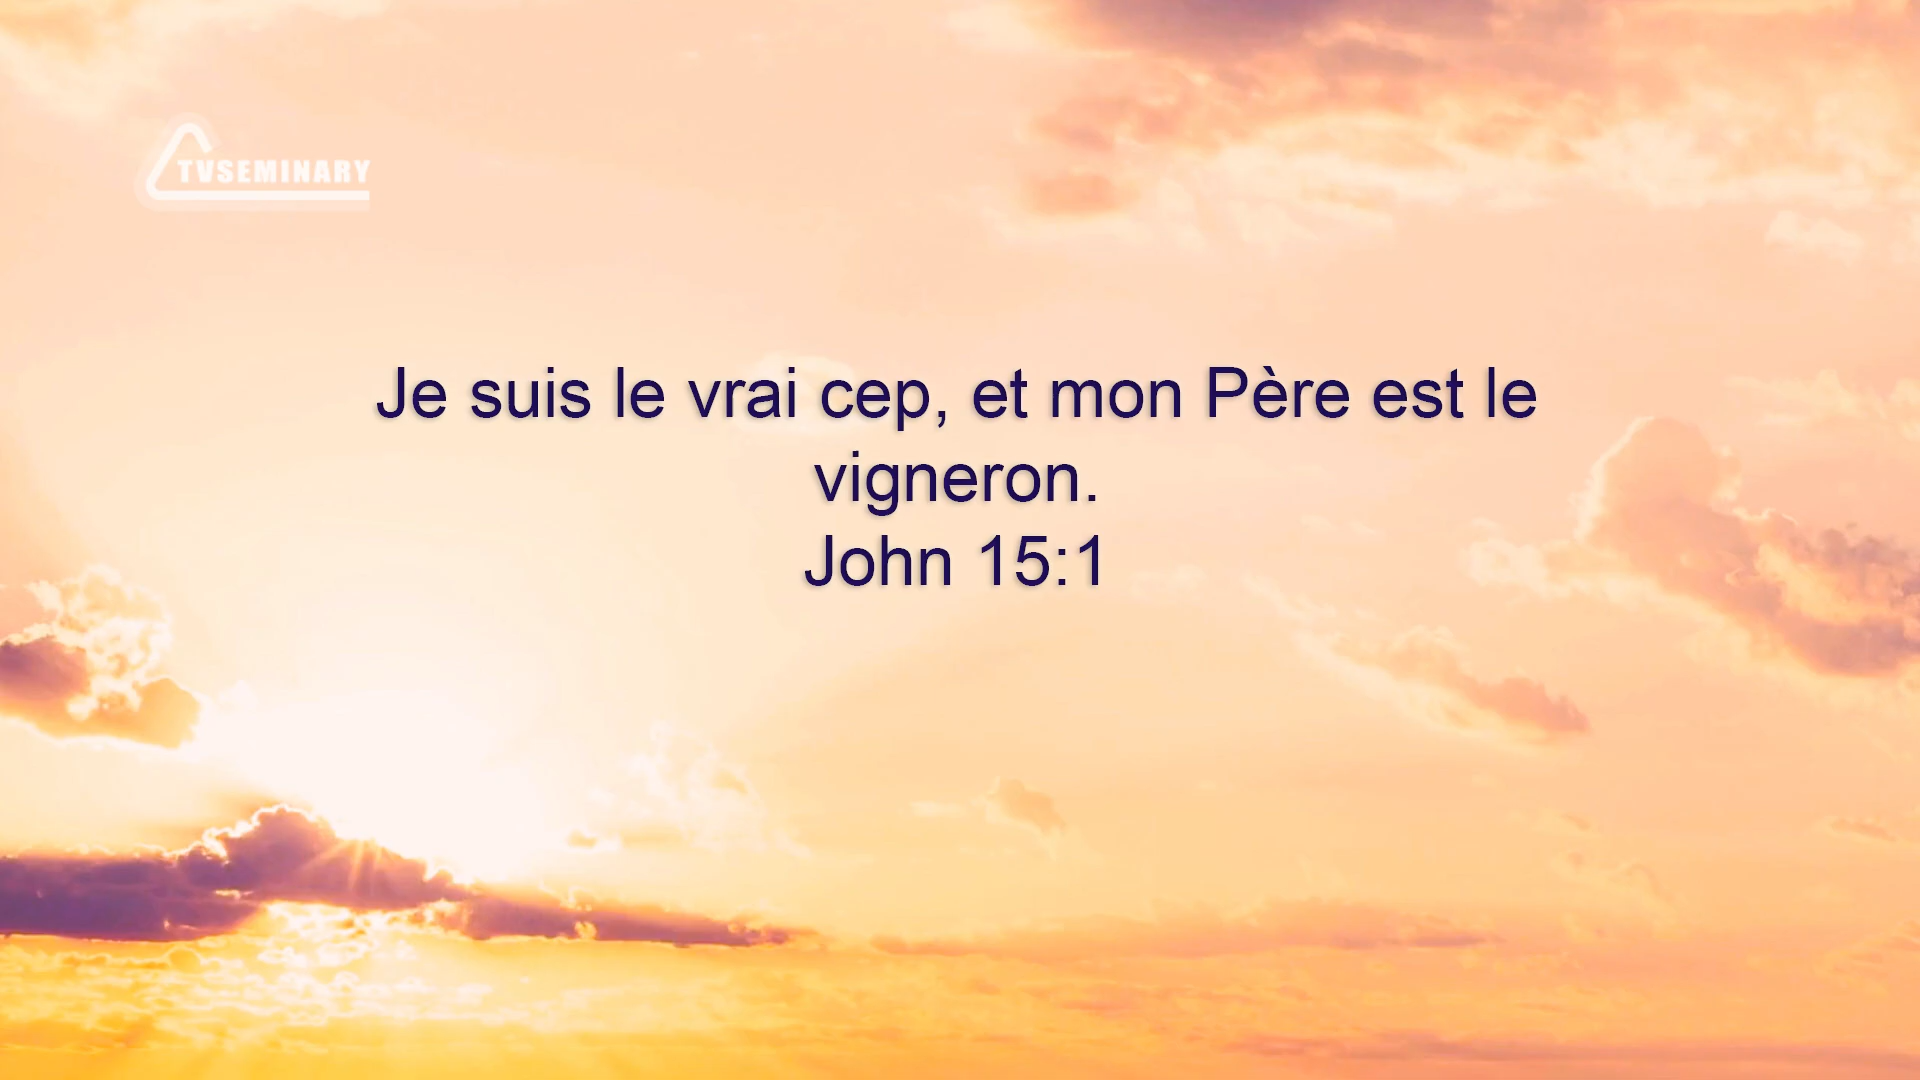 TVSEMINARY
Je suis le vrai cep, et mon Père est le
vigneron.
John 15:1